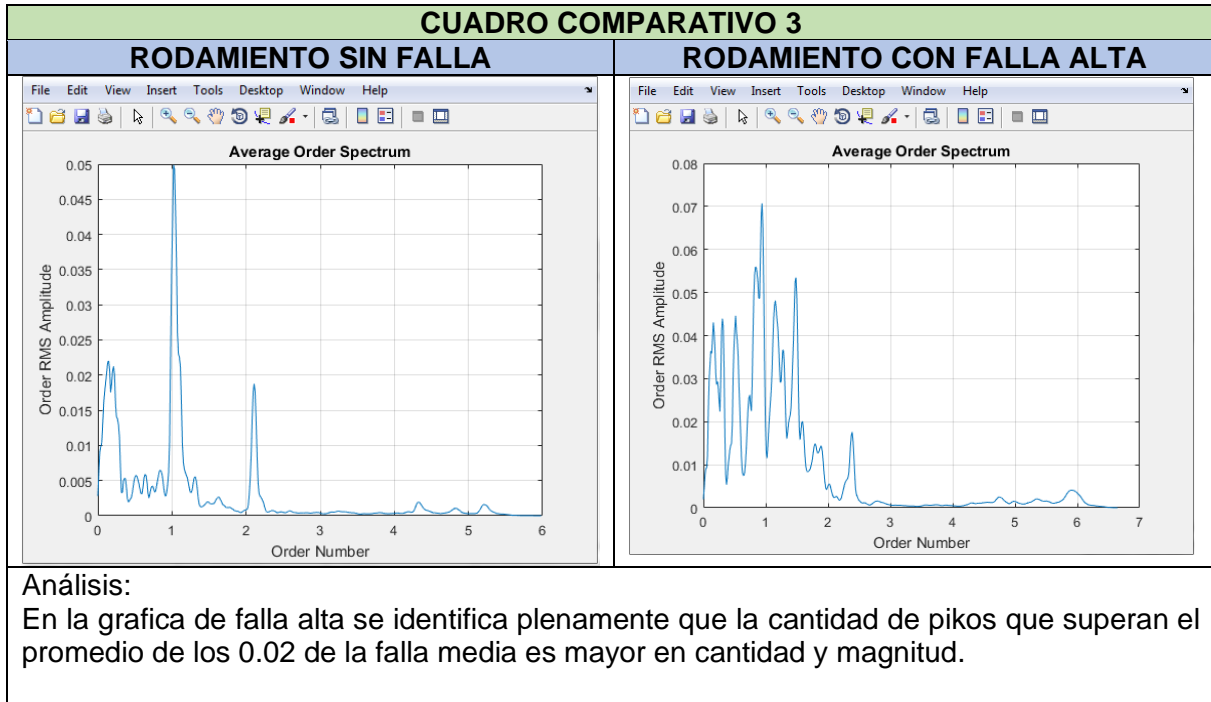 CUADRO COMPARATIVO 3
RODAMIENTO SIN FALLA
RODAMIENTO CON FALLA ALTA
File Edit View Insert Tools Desktop Window Help
Average Order Spectrum
0.05
0.045
0.04
0.035
0.03
0.025
0.02
0.015
0.01
0.005
0
Order RMS Amplitude
0 1 2 3 4 5 6
Order Number
File Edit View Insert Tools Desktop Window Help
Average Order Spectrum
0.08
0.07
0.06
0.05
0.04
0.03
0.02
0.01
0
Order RMS Amplitude
0 1 2 3 4 5 6 7
Order Number
Análisis:
En la grafica de falla alta se identifica plenamente que la cantidad de pikos que superan el
promedio de los 0.02 de la falla media es mayor en cantidad y magnitud.